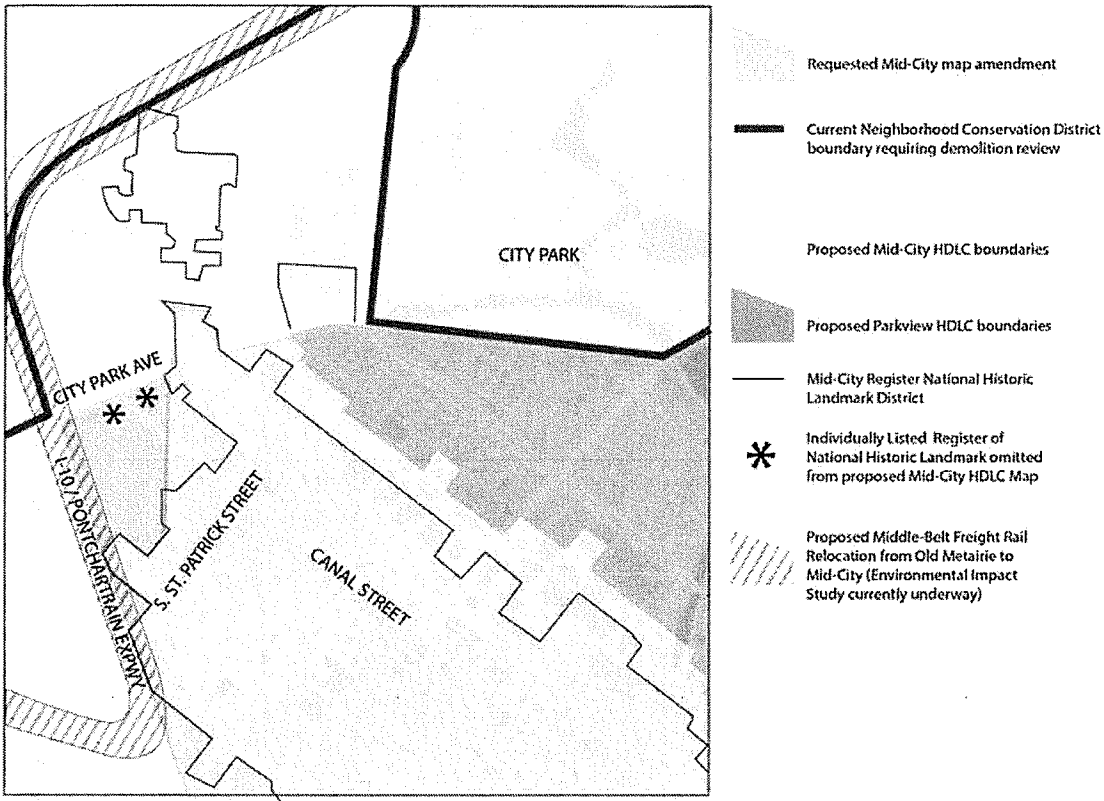 CITY PARK
CITY PARK AVE
I-10 / PONTCHARTRAIN EXPWY
S. ST. PATRICK STREET
CANAL STREET
Requested Mid-City map amendment
Current Neighborhood Conservation District
boundary requiring demolition review
Proposed Mid-City HDLC boundaries
Proposed Parkview HDLC boundaries
Mid-City Register National Historic
Landmark District
Individually Listed Register of
National Historic Landmark omitted
from proposed Mid-City HDLC Map
Proposed Middle-Belt Freight Rail
Relocation from Old Metairie to
Mid-City (Environmental Impact
Study currently underway)